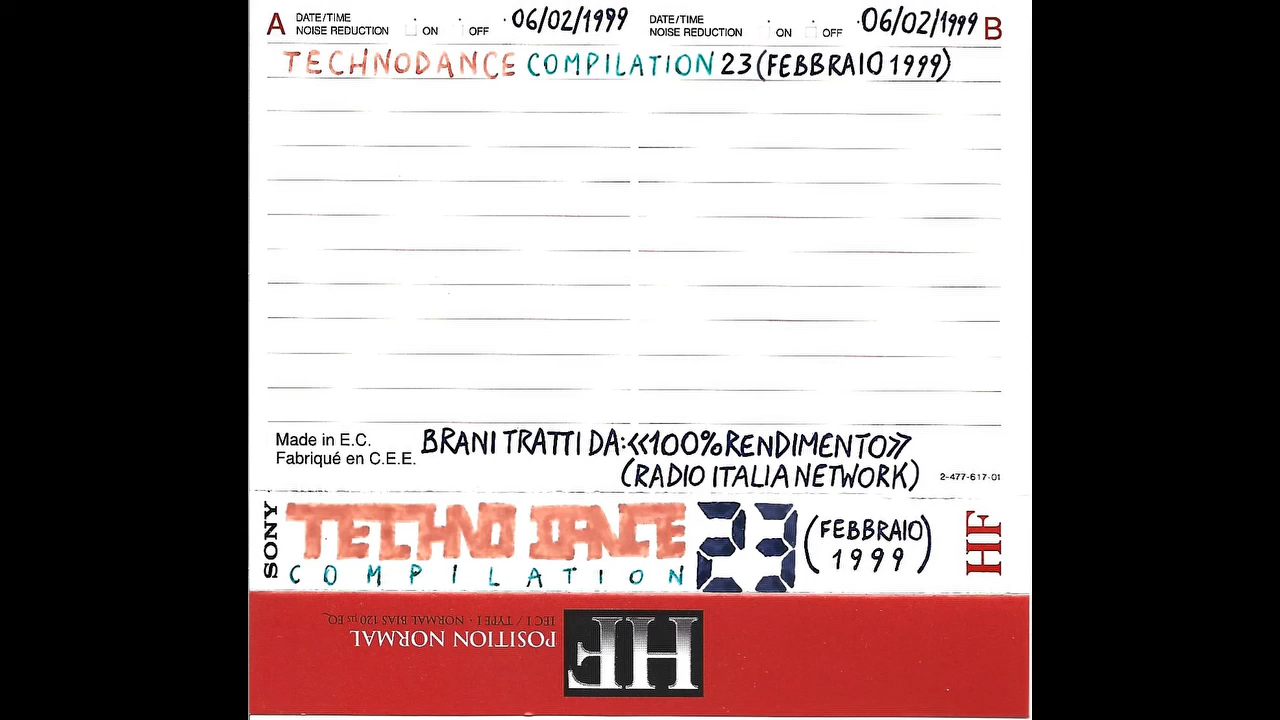 A DATE/TIME NOISE REDUCTION ON OFF 06/02/1999 DATE/TIME NOISE REDUCTION ON OFF 06/02/1999 B
TECHNODANCE COMPILATION 23 (FEBBRAIO 1999)
Made in E.C.
Fabriqué en C.E.E.
BRANI TRATTI DA: «100% RENDIMENTO»
(RADIO ITALIA NETWORK)
2-477-617-01
SONY
TECHNO DANCE
COMPILATION
23
(FEBBRAIO
1999)
HF
POSITION NORMAL
IEC I / TYPE I · NORMAL BIAS 120 µs EQ
HF